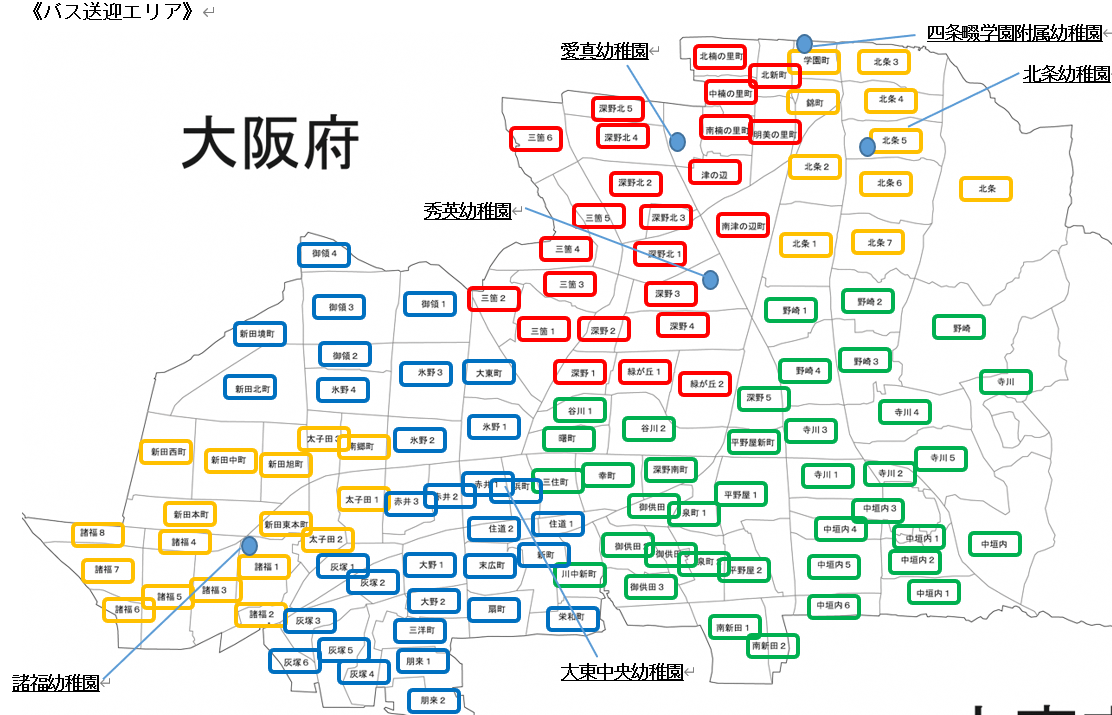 《バス送迎エリア》
四条畷学園附属幼稚園
愛真幼稚園
北条幼稚園
大阪府
秀英幼稚園
北楠の里町
学園町
北条3
北新町
中楠の里町
錦町
北条4
深野北5
三箇6
深野北4
南楠の里町
明美の里町
北条5
津の辺
北条2
深野北2
北条6
北条
三箇5
深野北3
南津の辺町
三箇4
深野北1
北条1
北条7
御領4
三箇3
三箇2
深野3
御領3
御領1
野崎1
野崎2
新田境町
三箇1
深野2
深野4
野崎
御領2
野崎3
氷野3
大東町
深野1
緑が丘1
緑が丘2
野崎4
寺川
新田北町
氷野4
深野5
谷川1
寺川4
氷野1
谷川2
寺川3
太子田
南郷町
氷野2
曙町
平野屋新町
新田西町
新田中町
新田旭町
寺川5
深野南町
幸町
寺川1
寺川2
赤井1
浜町
三住町
太子田1
赤井3
赤井2
平野屋1
御供田
泉町1
中垣内3
新田本町
新田東本町
住道2
住道1
中垣内4
諸福8
諸福4
太子田2
中垣内1
御供田
中垣内
新町
御供田
泉町
中垣内2
諸福7
諸福1
灰塚1
大野1
末広町
川中新町
平野屋2
中垣内5
灰塚2
御供田3
諸福3
諸福5
中垣内1
諸福6
諸福2
大野2
扇町
中垣内6
灰塚3
栄和町
三洋町
南新田1
南新田2
灰塚5
灰塚6
朋来1
灰塚4
大東中央幼稚園
諸福幼稚園
朋来2